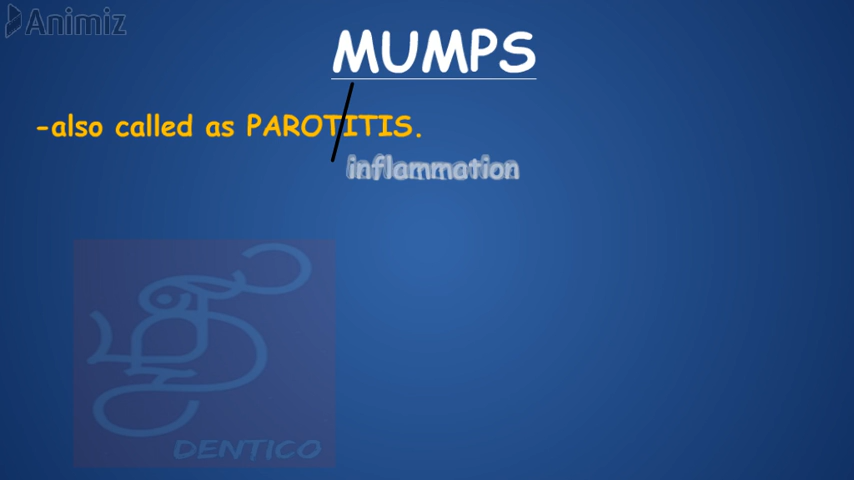 Animiz
MUMPS
-also called as PAROTITIS.
inflammation
DENTICO